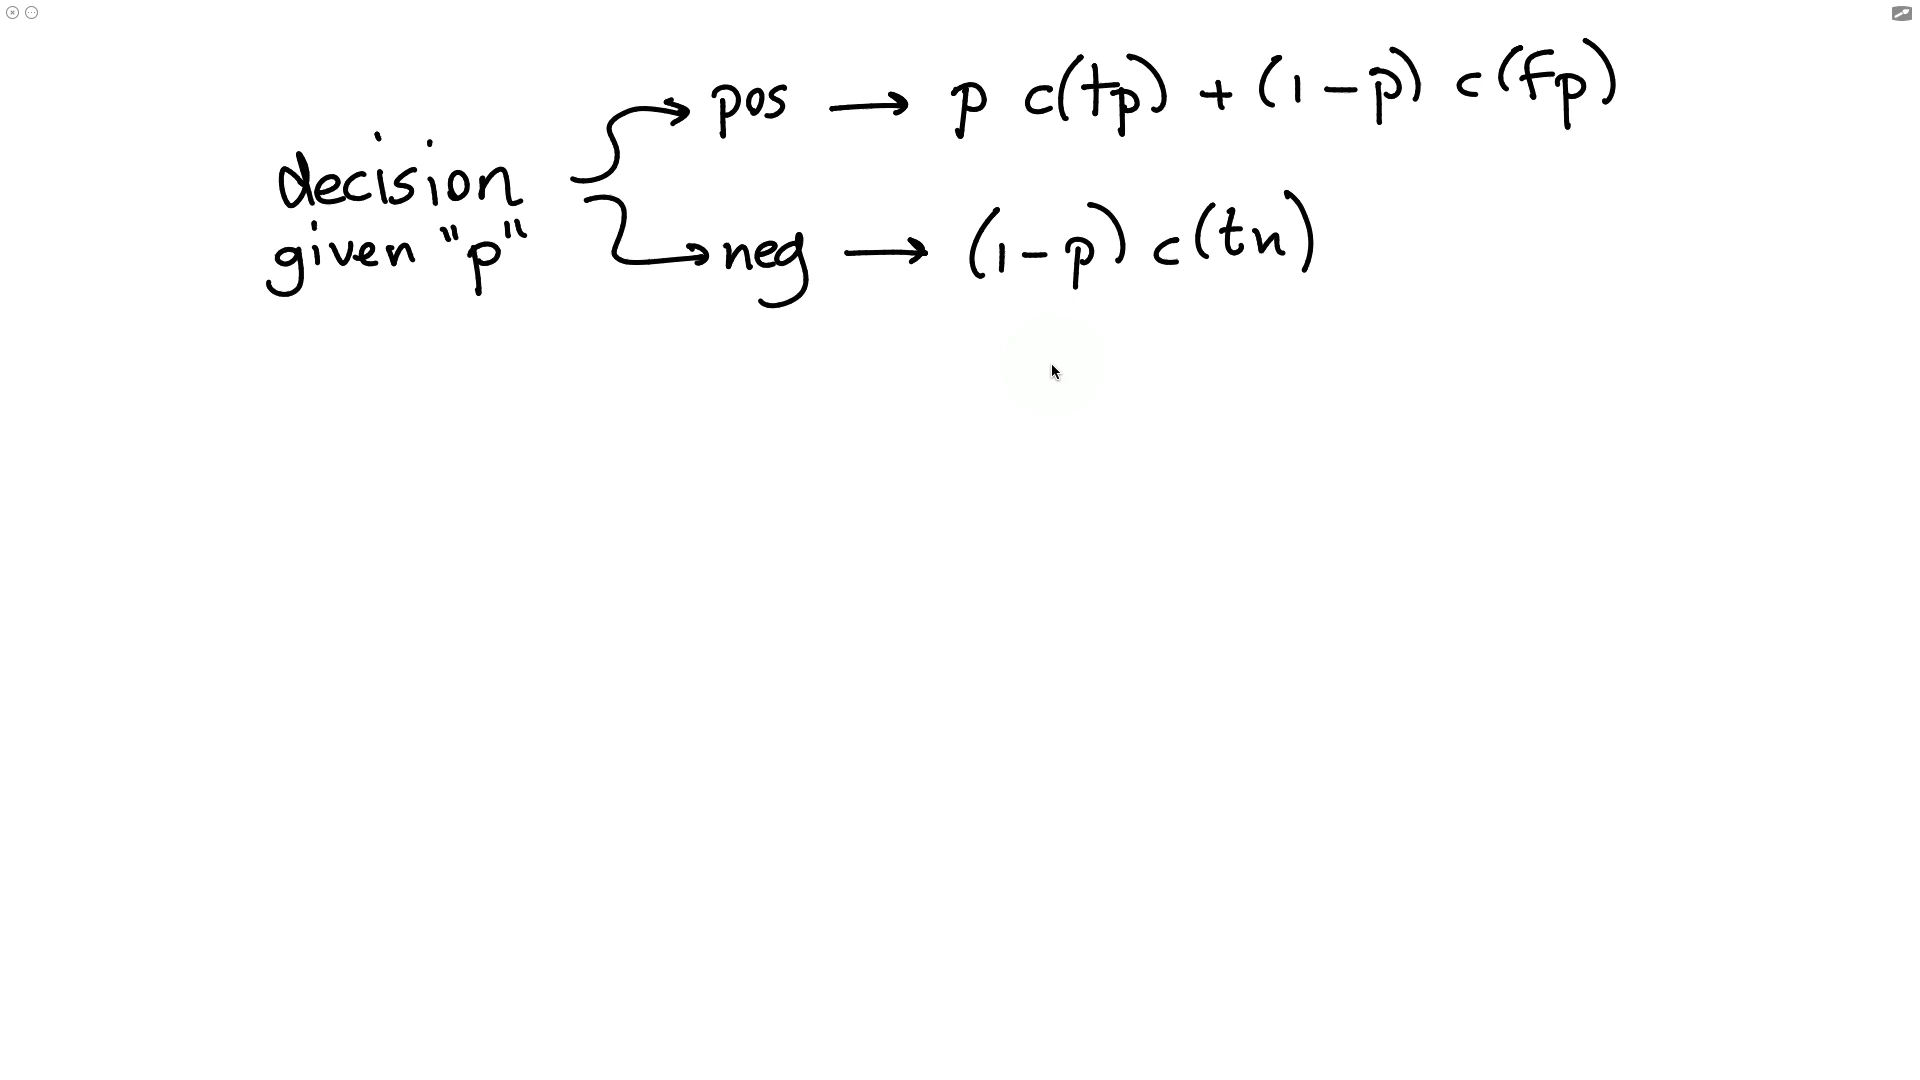 pos → p c(tp) + (1-p) c(fp)
decision
given "p"
neg → (1-p) c(tn)